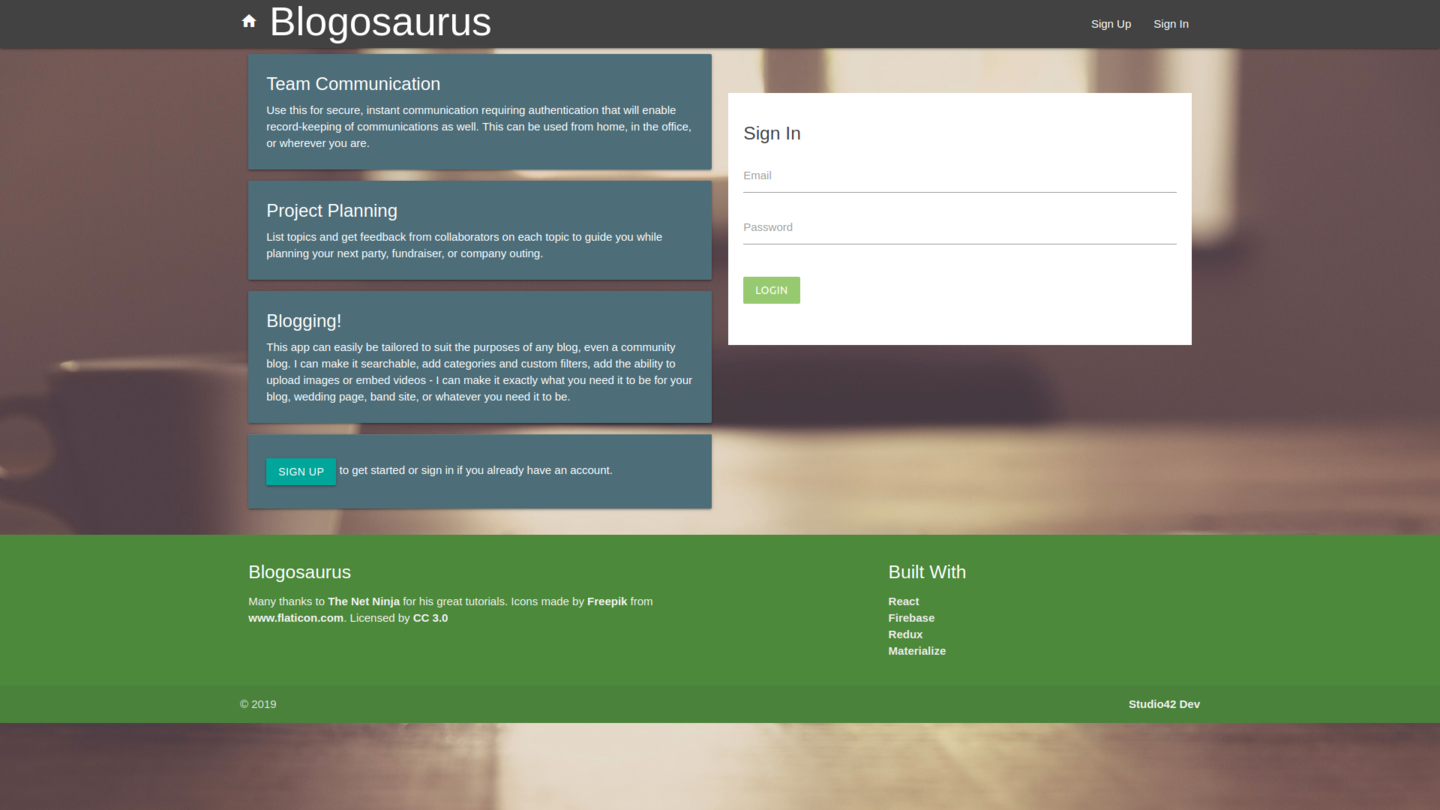 Blogosaurus
Sign Up
Sign In
Team Communication
Use this for secure, instant communication requiring authentication that will enable
record-keeping of communications as well. This can be used from home, in the office,
or wherever you are.
Project Planning
List topics and get feedback from collaborators on each topic to guide you while
planning your next party, fundraiser, or company outing.
Blogging!
This app can easily be tailored to suit the purposes of any blog, even a community
blog. I can make it searchable, add categories and custom filters, add the ability to
upload images or embed videos - I can make it exactly what you need it to be for your
blog, wedding page, band site, or whatever you need it to be.
SIGN UP to get started or sign in if you already have an account.
Sign In
Email
Password
LOGIN
Blogosaurus
Many thanks to The Net Ninja for his great tutorials. Icons made by Freepik from
www.flaticon.com. Licensed by CC 3.0
Built With
React
Firebase
Redux
Materialize
© 2019
Studio42 Dev